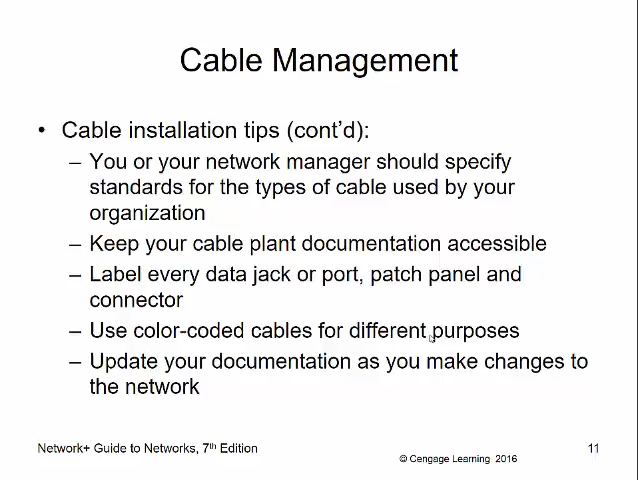 Cable Management
• Cable installation tips (cont’d):
– You or your network manager should specify
standards for the types of cable used by your
organization
– Keep your cable plant documentation accessible
– Label every data jack or port, patch panel and
connector
– Use color-coded cables for different purposes
– Update your documentation as you make changes to
the network
Network+ Guide to Networks, 7th Edition
© Cengage Learning 2016
11